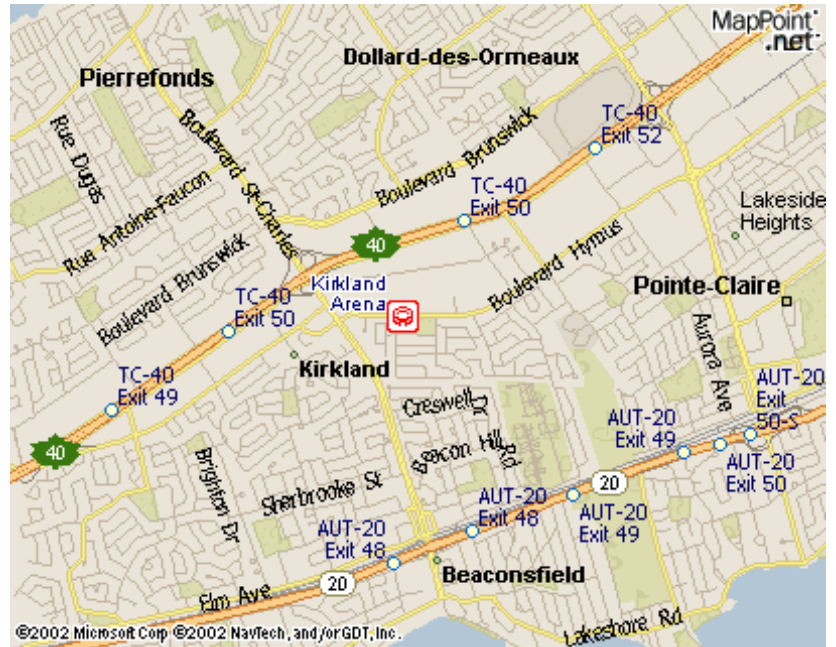 MapPoint
.net
Dollard-des-Ormeaux
Pierrefonds
TC-40
Exit 52
Rue Dugas
Boulevard St-Charles
Boulevard Brunswick
TC-40
Exit 50
Lakeside
Heights
Rue Antoine-Faucon
40
Boulevard Hymus
Boulevard Brunswick
Kirkland
Arena
Pointe-Claire
TC-40
Exit 50
Kirkland
Aurora Ave
TC-40
Exit 49
AUT-20
Exit
50-S
Creswell Dr
AUT-20
Exit 49
40
Beacon Hill Rd
Brighton Dr
Sherbrooke St
20
AUT-20
Exit 50
AUT-20
Exit 48
AUT-20
Exit 49
AUT-20
Exit 48
Beaconsfield
20
Elm Ave
Lakeshore Rd
©2002 Microsoft Corp ©2002 NavTech, and/or GDT, Inc.